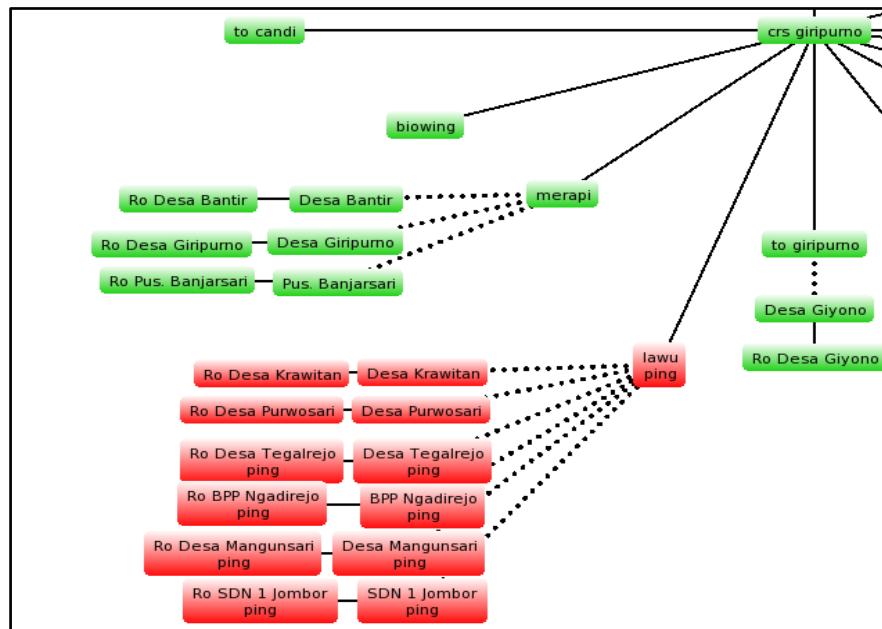 to candi
crs giripurno
biowing
merapi
Ro Desa Bantir
Desa Bantir
Ro Desa Giripurno
Desa Giripurno
to giripurno
Ro Pus. Banjarsari
Pus. Banjarsari
Desa Giyono
Ro Desa Giyono
lawu
ping
Ro Desa Krawitan
Desa Krawitan
Ro Desa Purwosari
Desa Purwosari
Ro Desa Tegalrejo
ping
Desa Tegalrejo
ping
Ro BPP Ngadirejo
ping
BPP Ngadirejo
ping
Ro Desa Mangunsari
ping
Desa Mangunsari
ping
Ro SDN 1 Jombor
ping
SDN 1 Jombor
ping